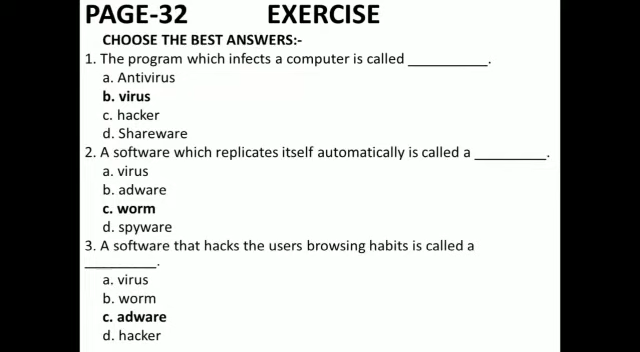 PAGE-32 EXERCISE
CHOOSE THE BEST ANSWERS:-
1. The program which infects a computer is called __________.
a. Antivirus
b. virus
c. hacker
d. Shareware
2. A software which replicates itself automatically is called a _________.
a. virus
b. adware
c. worm
d. spyware
3. A software that hacks the users browsing habits is called a
_________.
a. virus
b. worm
c. adware
d. hacker